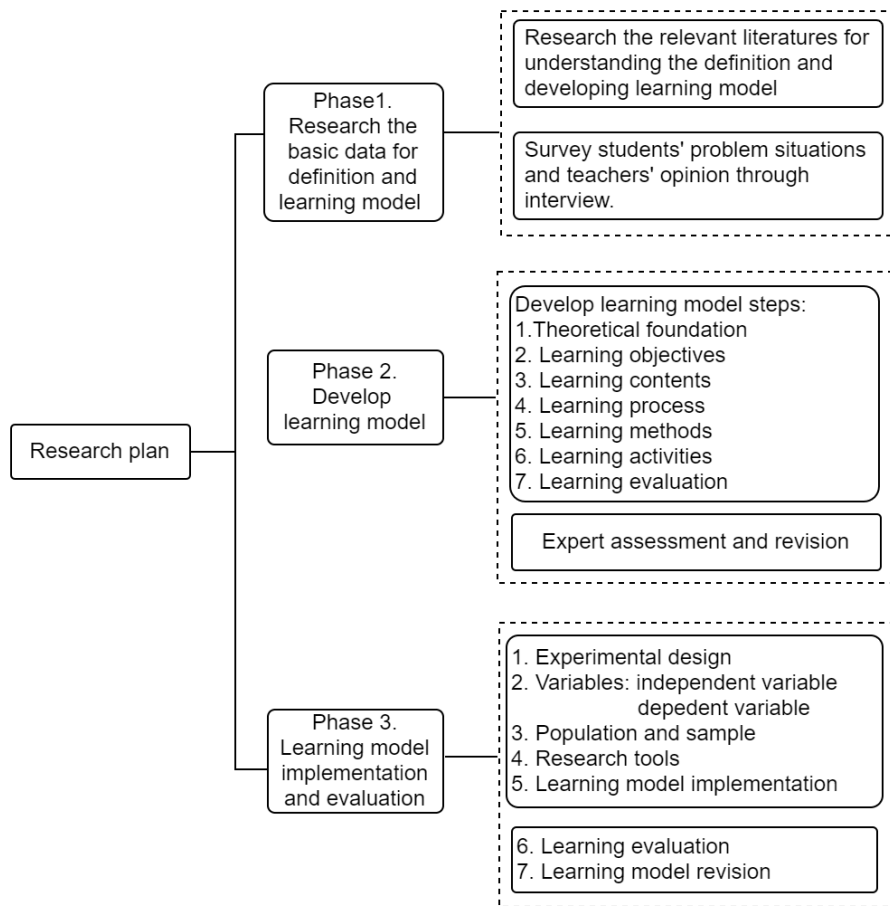 Research plan
Phase1.
Research the
basic data for
definition and
learning model
Research the relevant literatures for
understanding the definition and
developing learning model
Survey students' problem situations
and teachers' opinion through
interview.
Phase 2.
Develop
learning model
Develop learning model steps:
1.Theoretical foundation
2. Learning objectives
3. Learning contents
4. Learning process
5. Learning methods
6. Learning activities
7. Learning evaluation
Expert assessment and revision
Phase 3.
Learning model
implementation
and evaluation
1. Experimental design
2. Variables: independent variable
depedent variable
3. Population and sample
4. Research tools
5. Learning model implementation
6. Learning evaluation
7. Learning model revision